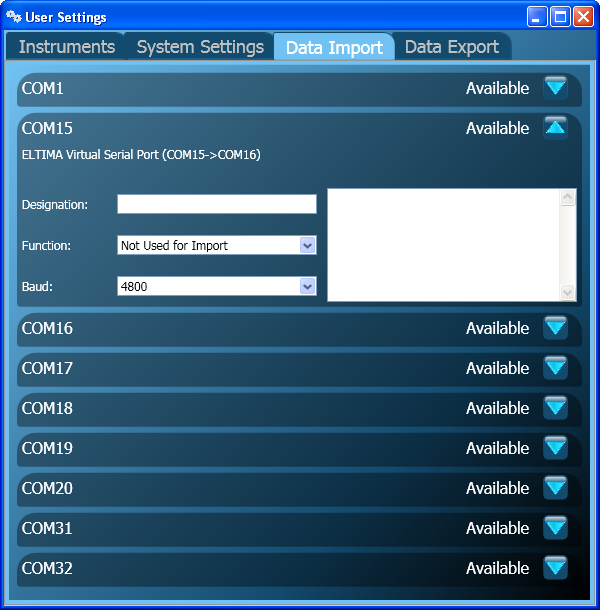 User Settings
Instruments System Settings Data Import Data Export
COM1 Available
COM15 Available
ELTIMA Virtual Serial Port (COM15->COM16)
Designation:
Function: Not Used for Import
Baud: 4800
COM16 Available
COM17 Available
COM18 Available
COM19 Available
COM20 Available
COM31 Available
COM32 Available